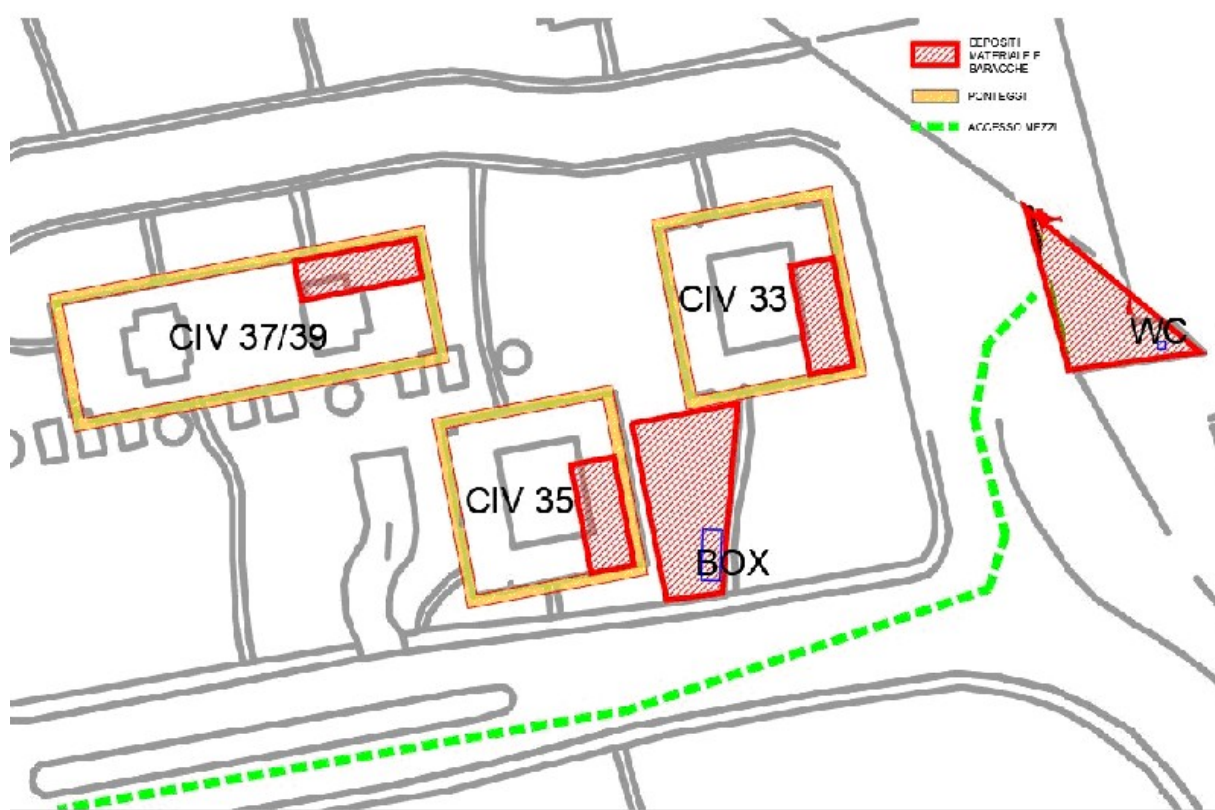 DEPOSITI
MATERIALE E
BARACCHE
PONTEGGI
ACCESSO MEZZI
CIV 33
CIV 37/39
WC
CIV 35
BOX